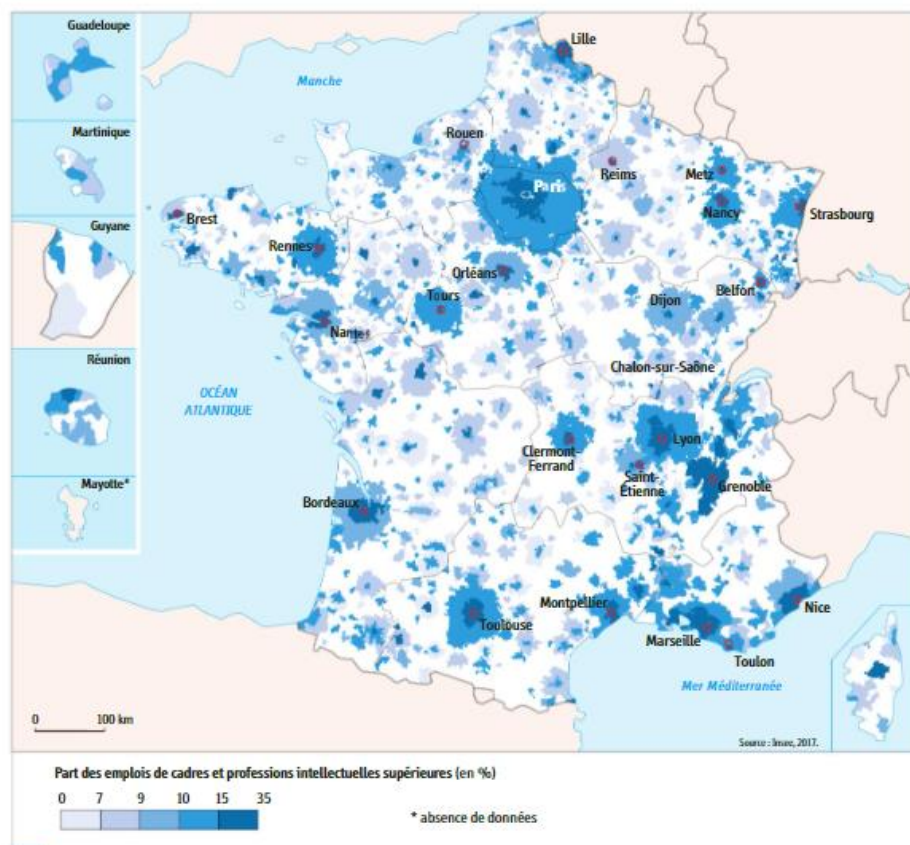 Guadeloupe
Martinique
Guyane
Réunion
Mayotte*
Manche
Lille
Rouen
Reims
Metz
Paris
Nancy
Strasbourg
Brest
Rennes
Orléans
Belfort
Tours
Dijon
Nantes
Chalon-sur-Saône
OCÉAN
ATLANTIQUE
Clermont-
Ferrand
Lyon
Saint-
Étienne
Grenoble
Bordeaux
Montpellier
Nice
Toulouse
Marseille
Toulon
Mer Méditerranée
0 100 km
Source : Insee, 2017.
Part des emplois de cadres et professions intellectuelles supérieures (en %)
0 7 9 10 15 35
* absence de données